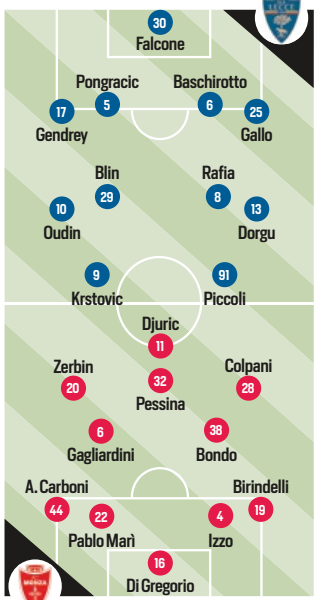 30
Falcone
Pongracic Baschirotto
17 5 6 25
Gendrey Gallo
Blin Rafia
29 8
10 13
Oudin Dorgu
9 91
Krstovic Piccoli
Djuric
11
Zerbin Colpani
20 32 28
Pessina
6 38
Gagliardini Bondo
A. Carboni Birindelli
44 22 4 19
Pablo Marì Izzo
16
Di Gregorio